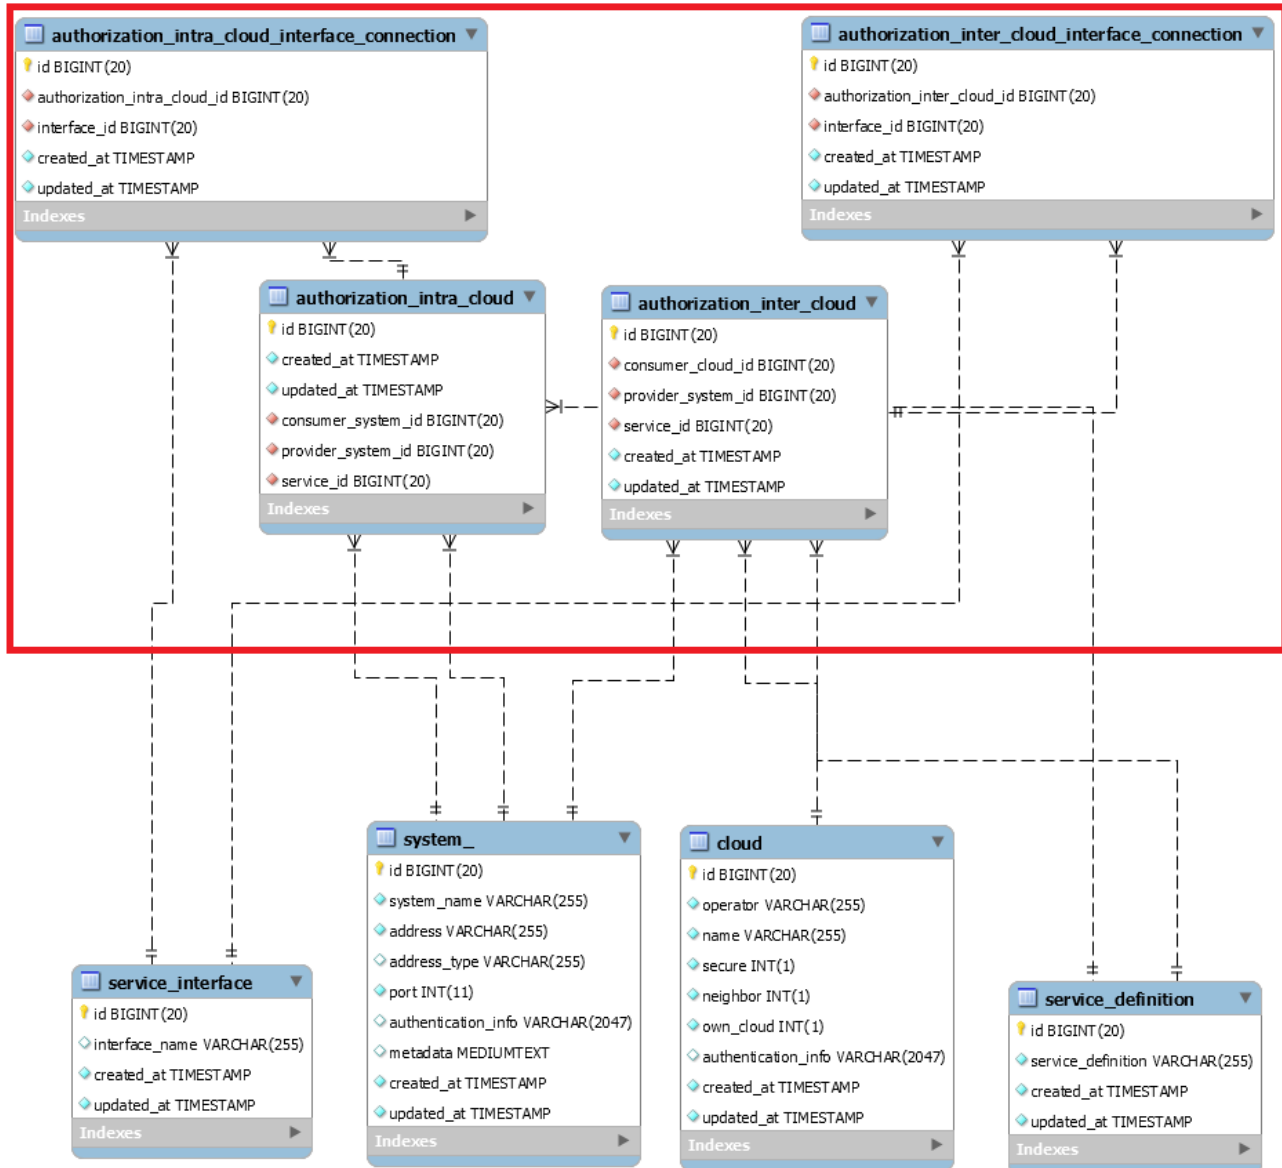 authorization_intra_cloud_interface_connection
id BIGINT(20)
authorization_intra_cloud_id BIGINT(20)
interface_id BIGINT(20)
created_at TIMESTAMP
updated_at TIMESTAMP
Indexes
authorization_inter_cloud_interface_connection
id BIGINT(20)
authorization_inter_cloud_id BIGINT(20)
interface_id BIGINT(20)
created_at TIMESTAMP
updated_at TIMESTAMP
Indexes
authorization_intra_cloud
id BIGINT(20)
created_at TIMESTAMP
updated_at TIMESTAMP
consumer_system_id BIGINT(20)
provider_system_id BIGINT(20)
service_id BIGINT(20)
Indexes
authorization_inter_cloud
id BIGINT(20)
consumer_cloud_id BIGINT(20)
provider_system_id BIGINT(20)
service_id BIGINT(20)
created_at TIMESTAMP
updated_at TIMESTAMP
Indexes
service_interface
id BIGINT(20)
interface_name VARCHAR(255)
created_at TIMESTAMP
updated_at TIMESTAMP
Indexes
system_
id BIGINT(20)
system_name VARCHAR(255)
address VARCHAR(255)
address_type VARCHAR(255)
port INT(11)
authentication_info VARCHAR(2047)
metadata MEDIUMTEXT
created_at TIMESTAMP
updated_at TIMESTAMP
Indexes
cloud
id BIGINT(20)
operator VARCHAR(255)
name VARCHAR(255)
secure INT(1)
neighbor INT(1)
own_cloud INT(1)
authentication_info VARCHAR(2047)
created_at TIMESTAMP
updated_at TIMESTAMP
Indexes
service_definition
id BIGINT(20)
service_definition VARCHAR(255)
created_at TIMESTAMP
updated_at TIMESTAMP
Indexes